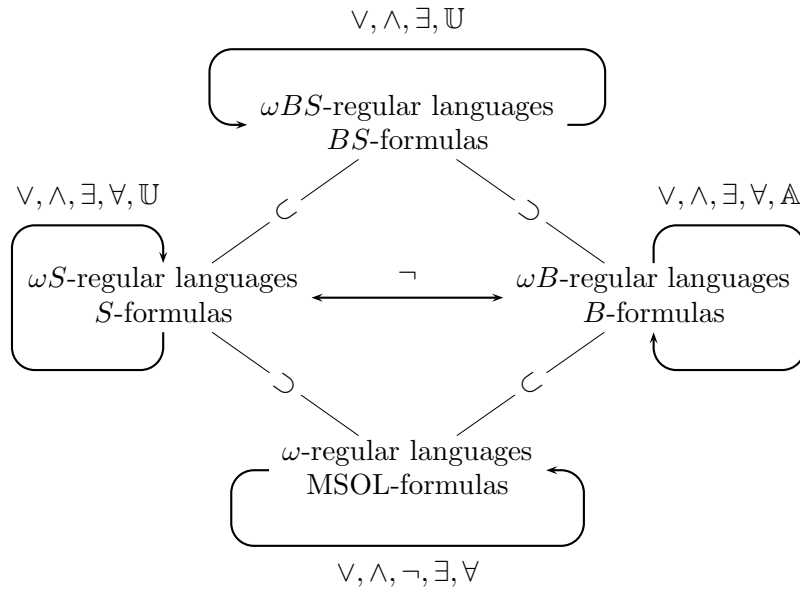 ∨, ∧, ∃, 𝕌
ωBS-regular languages
BS-formulas
⊂
⊂
∨, ∧, ∃, ∀, 𝕌
∨, ∧, ∃, ∀, 𝔸
ωS-regular languages
S-formulas
¬
ωB-regular languages
B-formulas
⊂
⊂
ω-regular languages
MSOL-formulas
∨, ∧, ¬, ∃, ∀